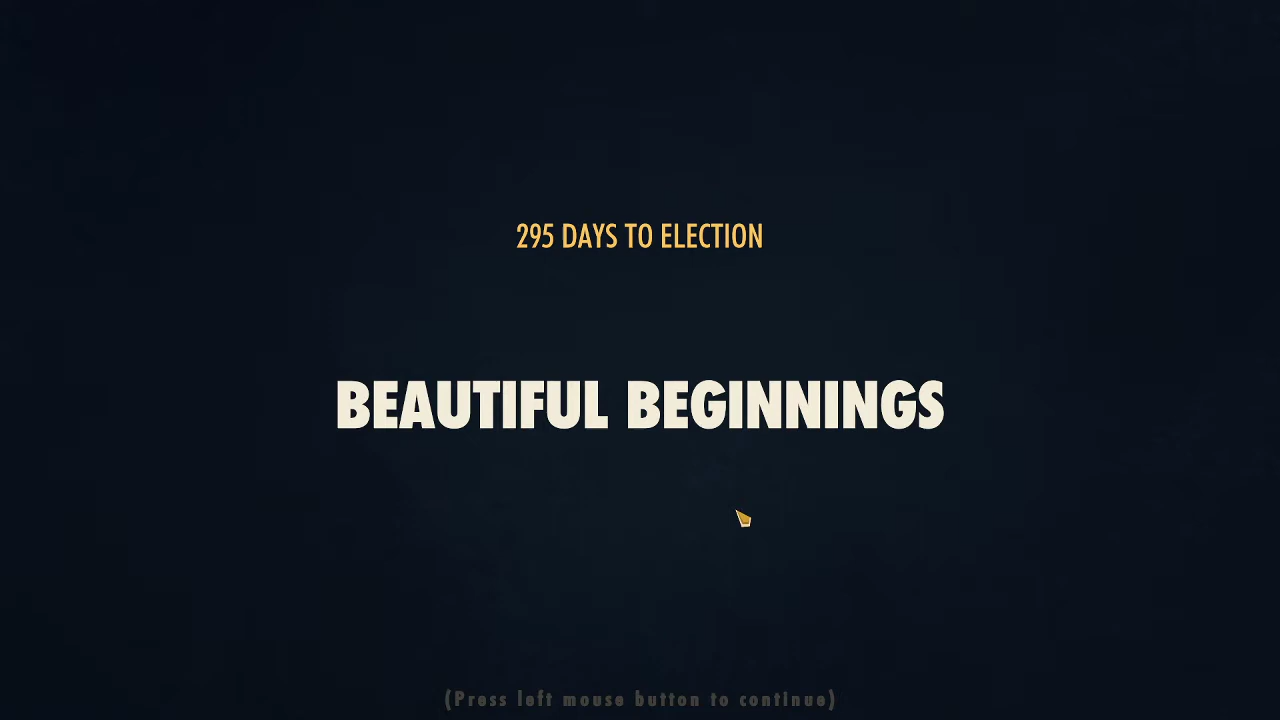 295 DAYS TO ELECTION
BEAUTIFUL BEGINNINGS
(Press left mouse button to continue)